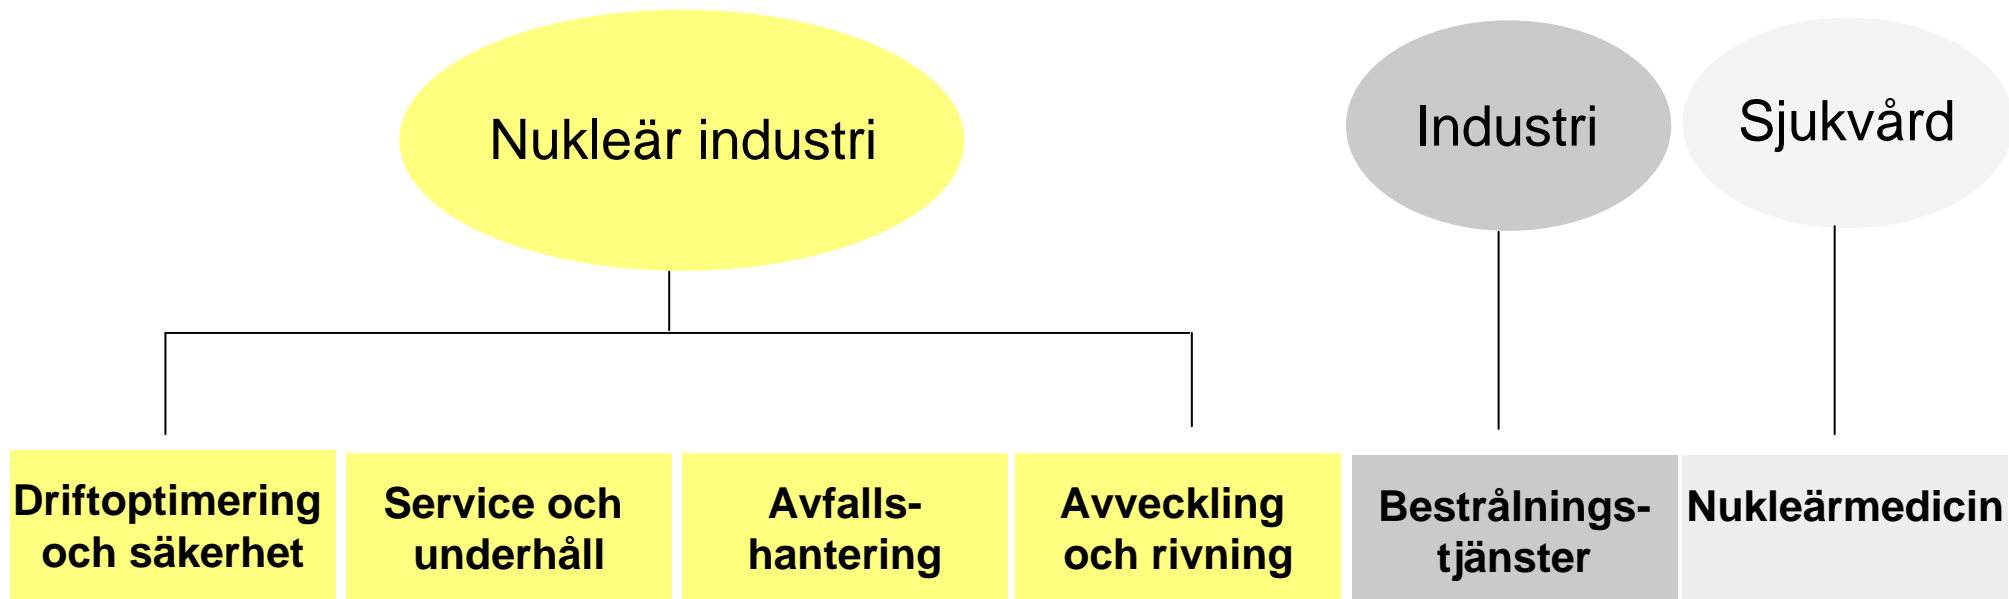 Nukleär industri
Industri
Sjukvård
Driftoptimering
och säkerhet
Service och
underhåll
Avfalls-
hantering
Avveckling
och rivning
Bestrålnings-
tjänster
Nukleärmedicin